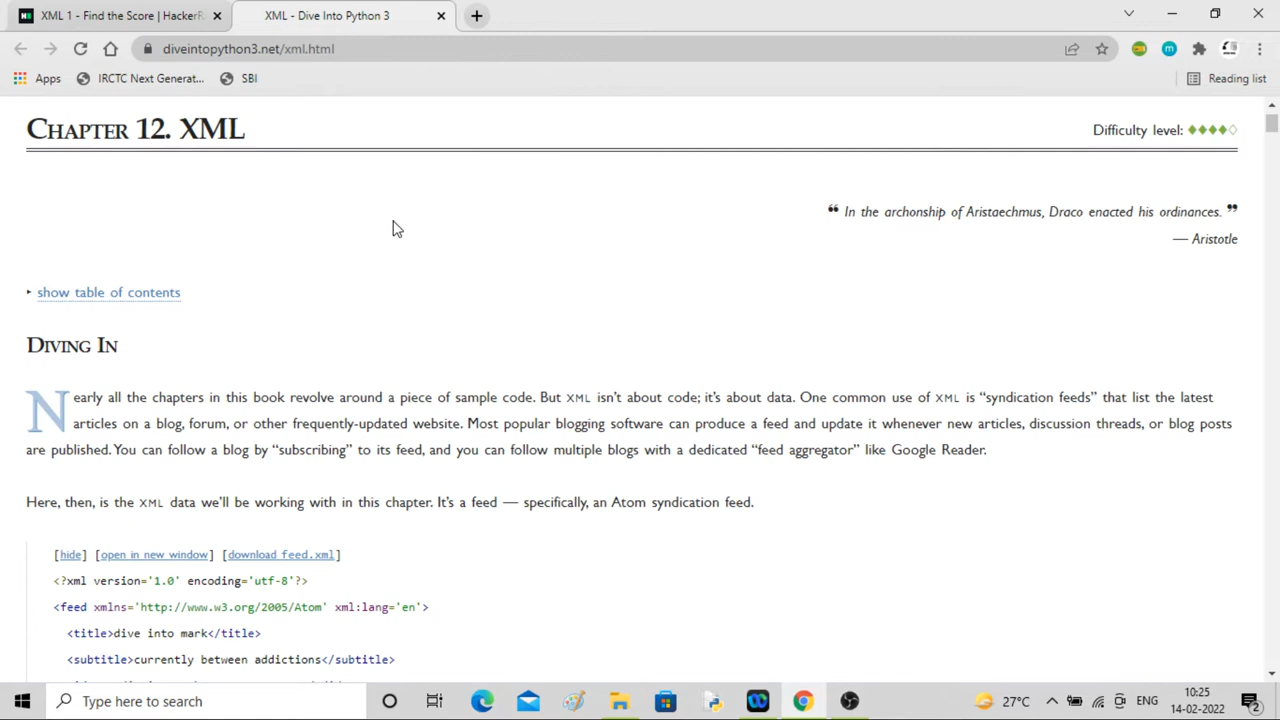 XML 1 - Find the Score | HackerR
XML - Dive Into Python 3
diveintopython3.net/xml.html
Apps
IRCTC Next Generat...
SBI
Reading list
CHAPTER 12. XML
Difficulty level: ♦♦♦♦♢
❝ In the archonship of Aristaechmus, Draco enacted his ordinances. ❞
— Aristotle
‣ show table of contents
DIVING IN
Nearly all the chapters in this book revolve around a piece of sample code. But XML isn’t about code; it’s about data. One common use of XML is “syndication feeds” that list the latest
articles on a blog, forum, or other frequently-updated website. Most popular blogging software can produce a feed and update it whenever new articles, discussion threads, or blog posts
are published. You can follow a blog by “subscribing” to its feed, and you can follow multiple blogs with a dedicated “feed aggregator” like Google Reader.
Here, then, is the XML data we’ll be working with in this chapter. It’s a feed — specifically, an Atom syndication feed.
[hide] [open in new window] [download feed.xml]
<?xml version='1.0' encoding='utf-8'?>
<feed xmlns='http://www.w3.org/2005/Atom' xml:lang='en'>
<title>dive into mark</title>
<subtitle>currently between addictions</subtitle>
Type here to search
27°C
ENG
10:25
14-02-2022
2